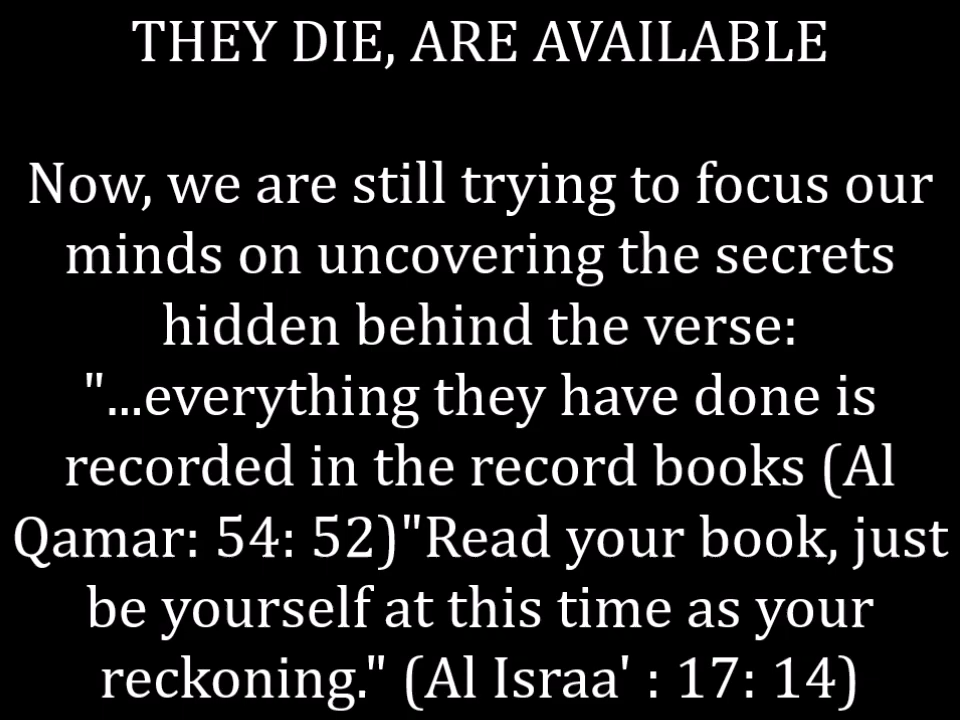 THEY DIE, ARE AVAILABLE
Now, we are still trying to focus our
minds on uncovering the secrets
hidden behind the verse:
"...everything they have done is
recorded in the record books (Al
Qamar: 54: 52)"Read your book, just
be yourself at this time as your
reckoning." (Al Israa' : 17: 14)